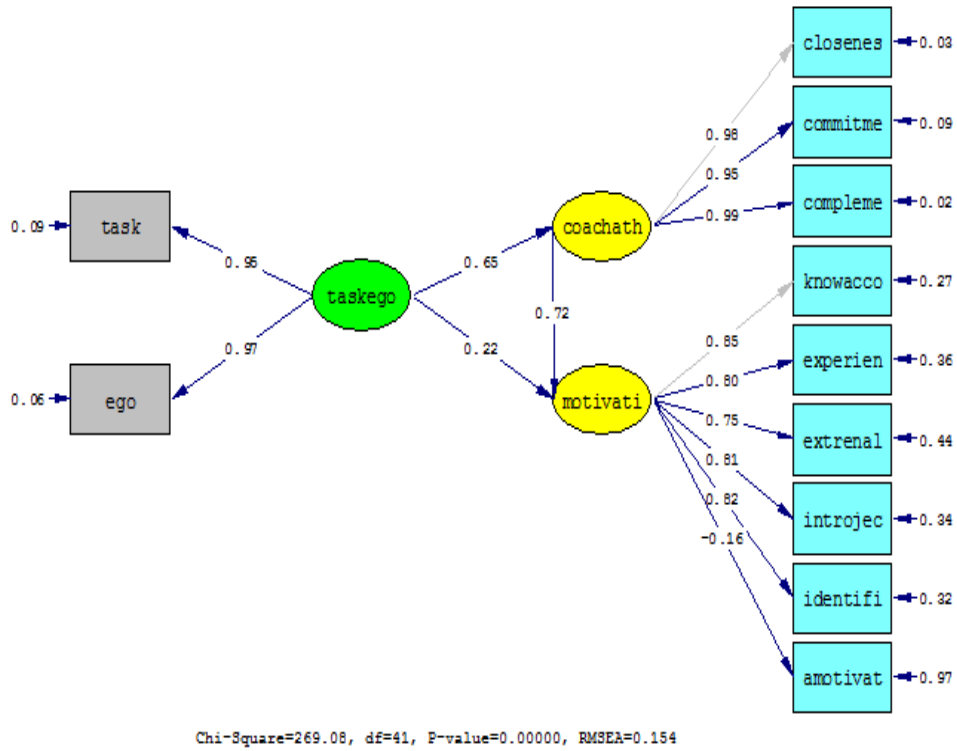 closenes
0.03
0.98
commitme
0.09
0.95
compleme
0.02
0.99
0.09
task
0.95
coachath
0.65
knowacco
0.27
taskego
0.72
0.85
0.97
0.22
experien
0.36
0.80
0.06
ego
motivati
0.75
extrenal
0.44
0.81
0.82
introjec
0.34
-0.16
identifi
0.32
amotivat
0.97
Chi-Square=269.08, df=41, P-value=0.00000, RMSEA=0.154